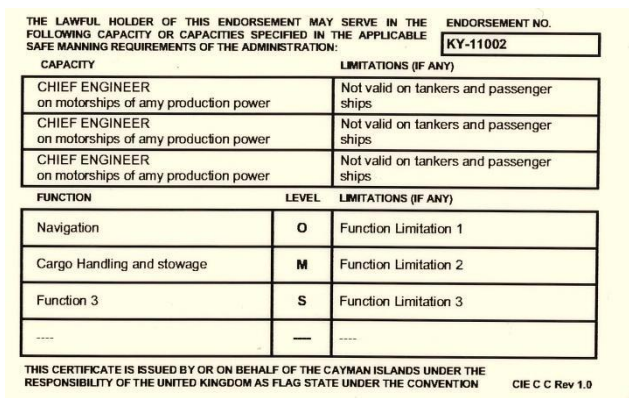 THE LAWFUL HOLDER OF THIS ENDORSEMENT MAY SERVE IN THE
FOLLOWING CAPACITY OR CAPACITIES SPECIFIED IN THE APPLICABLE
SAFE MANNING REQUIREMENTS OF THE ADMINISTRATION:
ENDORSEMENT NO.
KY-11002
CAPACITY
LIMITATIONS (IF ANY)
CHIEF ENGINEER
on motorships of amy production power
Not valid on tankers and passenger
ships
CHIEF ENGINEER
on motorships of amy production power
Not valid on tankers and passenger
ships
CHIEF ENGINEER
on motorships of amy production power
Not valid on tankers and passenger
ships
FUNCTION LEVEL LIMITATIONS (IF ANY)
Navigation O Function Limitation 1
Cargo Handling and stowage M Function Limitation 2
Function 3 S Function Limitation 3
---- ---- ----
THIS CERTIFICATE IS ISSUED BY OR ON BEHALF OF THE CAYMAN ISLANDS UNDER THE
RESPONSIBILITY OF THE UNITED KINGDOM AS FLAG STATE UNDER THE CONVENTION CIE C C Rev 1.0